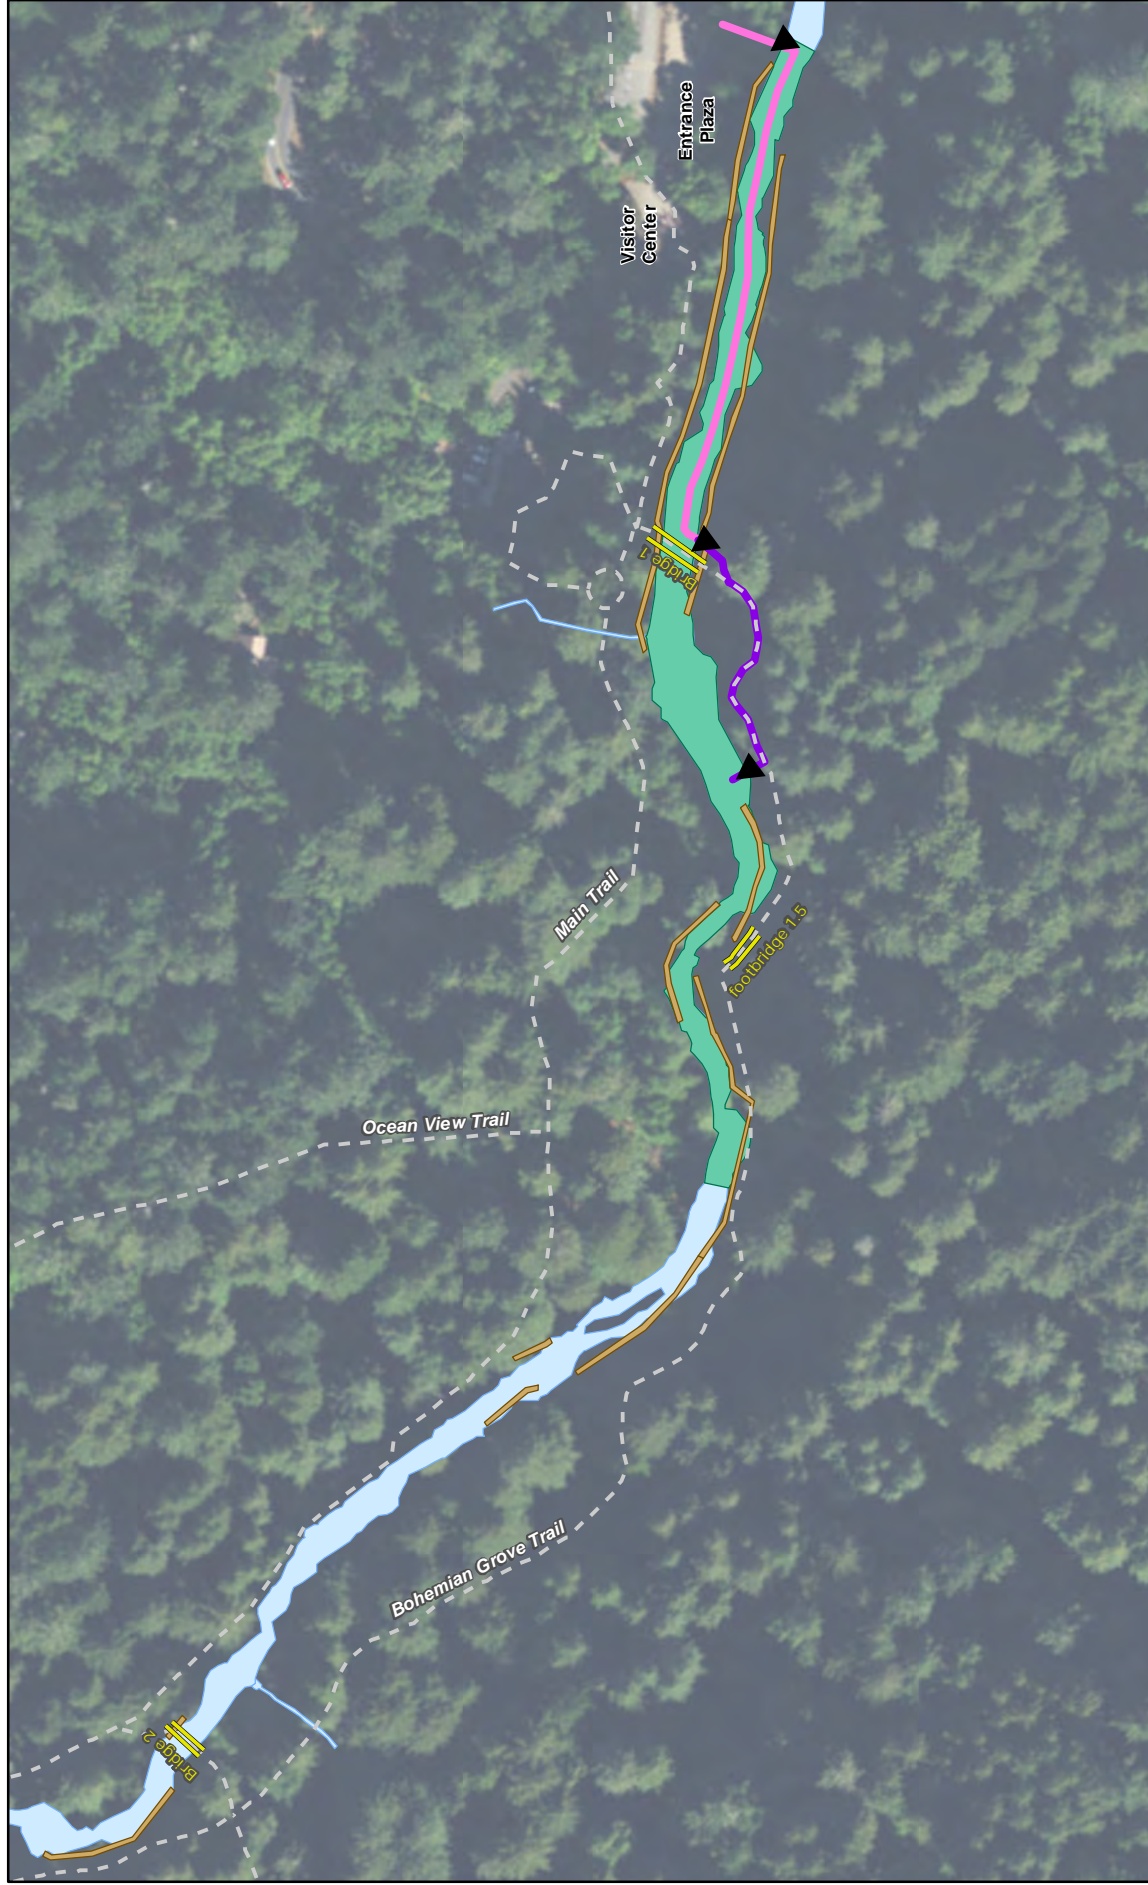 Entrance
Plaza
Visitor
Center
Bridge 1
Main Trail
footbridge 1.5
Ocean View Trail
Bohemian Grove Trail
Bridge 2